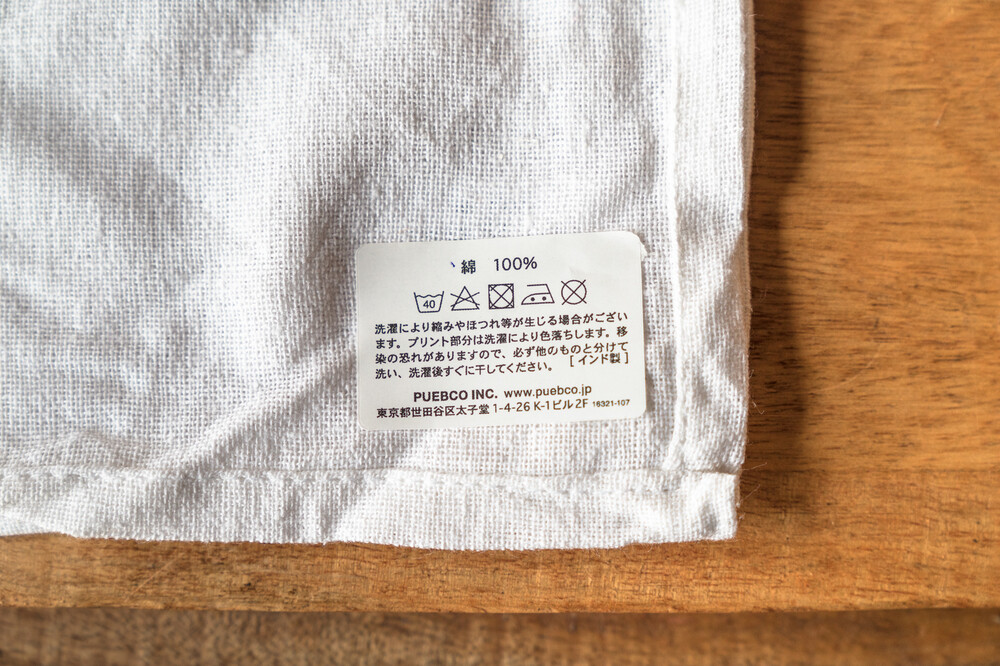 綿 100%
40
洗濯により縮みやほつれ等が生じる場合がござい
ます。プリント部分は洗濯により色落ちします。移
染の恐れがありますので、必ず他のものと分けて
洗い、洗濯後すぐに干してください。 [インド製]
PUEBCO INC. www.puebco.jp
東京都世田谷区太子堂 1-4-26 K-1ビル 2F 16321-107